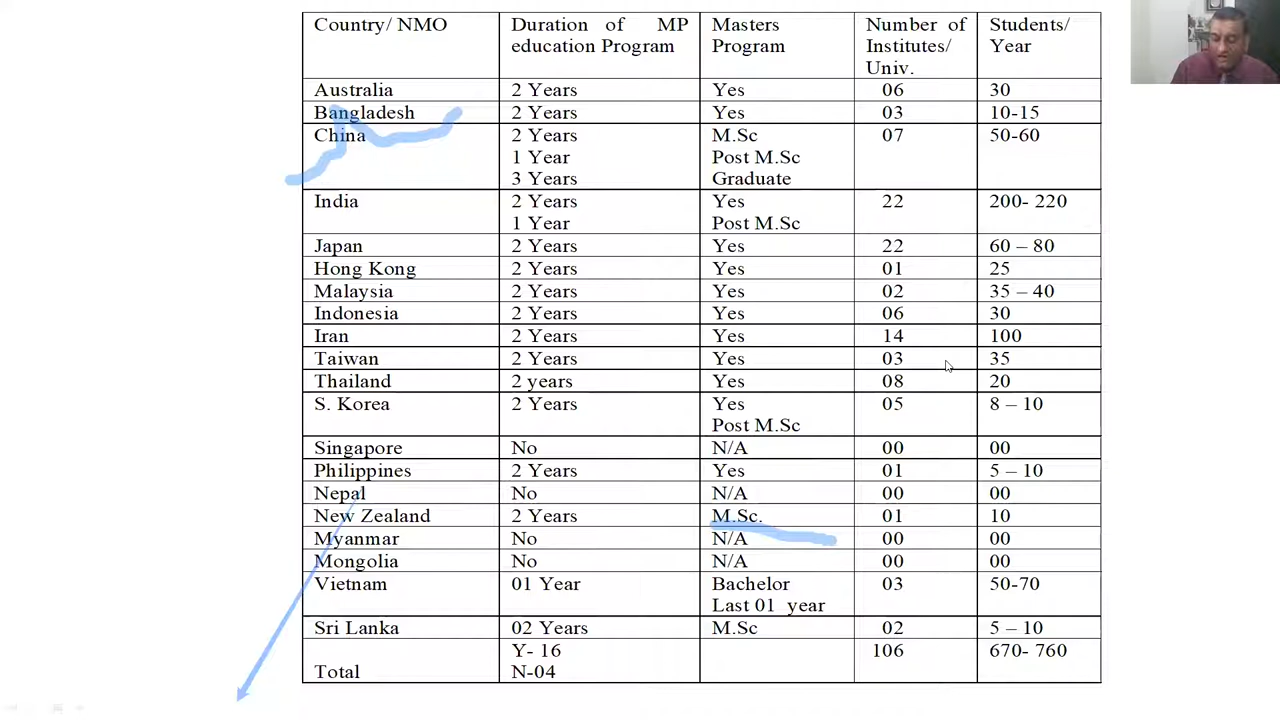 Country/ NMO Duration of MP education Program Masters Program Number of Institutes/ Univ. Students/ Year
Australia 2 Years Yes 06 30
Bangladesh 2 Years Yes 03 10-15
China 2 Years M.Sc 07 50-60
1 Year Post M.Sc
3 Years Graduate
India 2 Years Yes 22 200- 220
1 Year Post M.Sc
Japan 2 Years Yes 22 60 – 80
Hong Kong 2 Years Yes 01 25
Malaysia 2 Years Yes 02 35 – 40
Indonesia 2 Years Yes 06 30
Iran 2 Years Yes 14 100
Taiwan 2 Years Yes 03 35
Thailand 2 years Yes 08 20
S. Korea 2 Years Yes 05 8 – 10
Post M.Sc
Singapore No N/A 00 00
Philippines 2 Years Yes 01 5 – 10
Nepal No N/A 00 00
New Zealand 2 Years M.Sc. 01 10
Myanmar No N/A 00 00
Mongolia No N/A 00 00
Vietnam 01 Year Bachelor 03 50-70
Last 01 year
Sri Lanka 02 Years M.Sc 02 5 – 10
Y- 16 106 670- 760
Total N-04